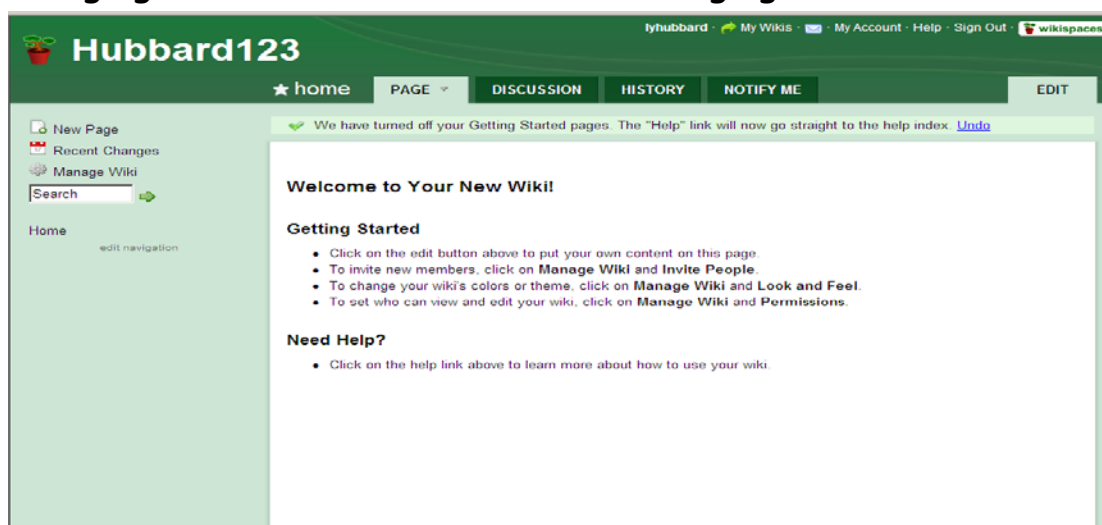 lyhubbard · My Wikis · · My Account · Help · Sign Out · wikispaces
Hubbard123
home PAGE DISCUSSION HISTORY NOTIFY ME EDIT
New Page
Recent Changes
Manage Wiki
Search
Home
edit navigation
We have turned off your Getting Started pages. The "Help" link will now go straight to the help index. Undo
Welcome to Your New Wiki!
Getting Started
• Click on the edit button above to put your own content on this page.
• To invite new members, click on Manage Wiki and Invite People.
• To change your wiki's colors or theme, click on Manage Wiki and Look and Feel.
• To set who can view and edit your wiki, click on Manage Wiki and Permissions.
Need Help?
• Click on the help link above to learn more about how to use your wiki.